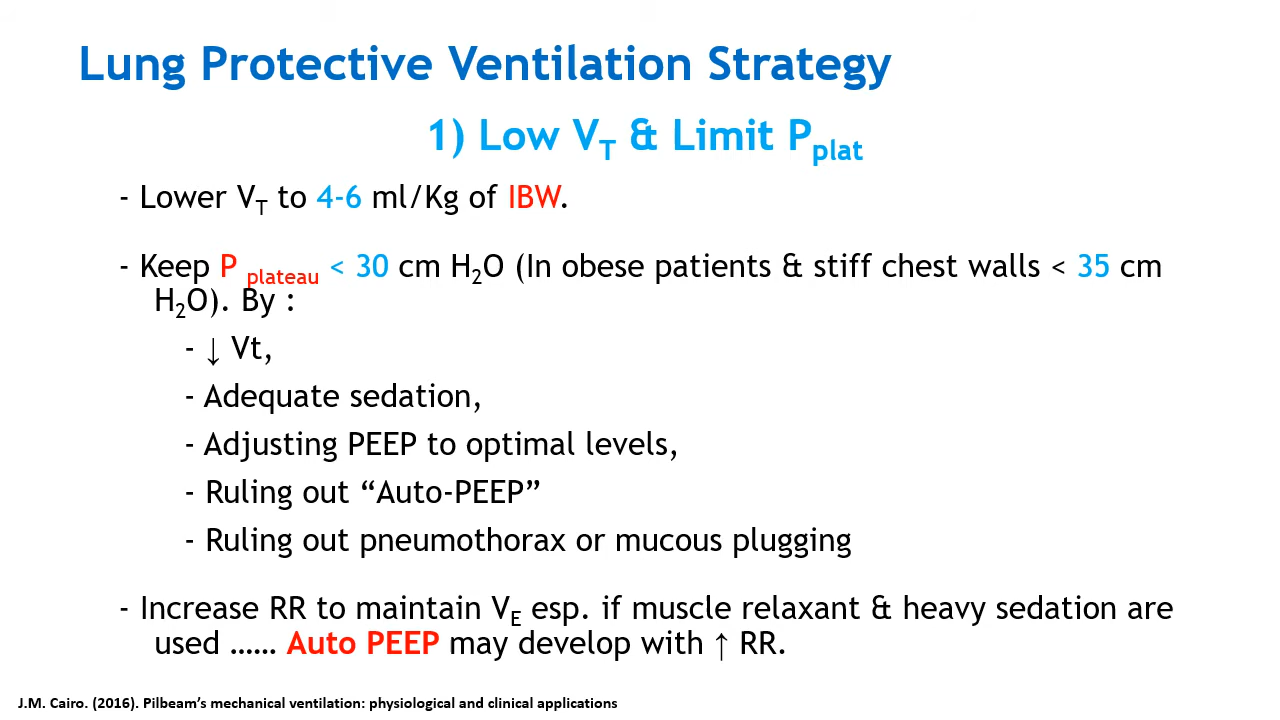 Lung Protective Ventilation Strategy
1) Low VT & Limit Pplat
- Lower VT to 4-6 ml/Kg of IBW.
- Keep P plateau < 30 cm H2O (In obese patients & stiff chest walls < 35 cm
H2O). By :
- ↓ Vt,
- Adequate sedation,
- Adjusting PEEP to optimal levels,
- Ruling out “Auto-PEEP”
- Ruling out pneumothorax or mucous plugging
- Increase RR to maintain VE esp. if muscle relaxant & heavy sedation are
used …… Auto PEEP may develop with ↑ RR.
J.M. Cairo. (2016). Pilbeam’s mechanical ventilation: physiological and clinical applications